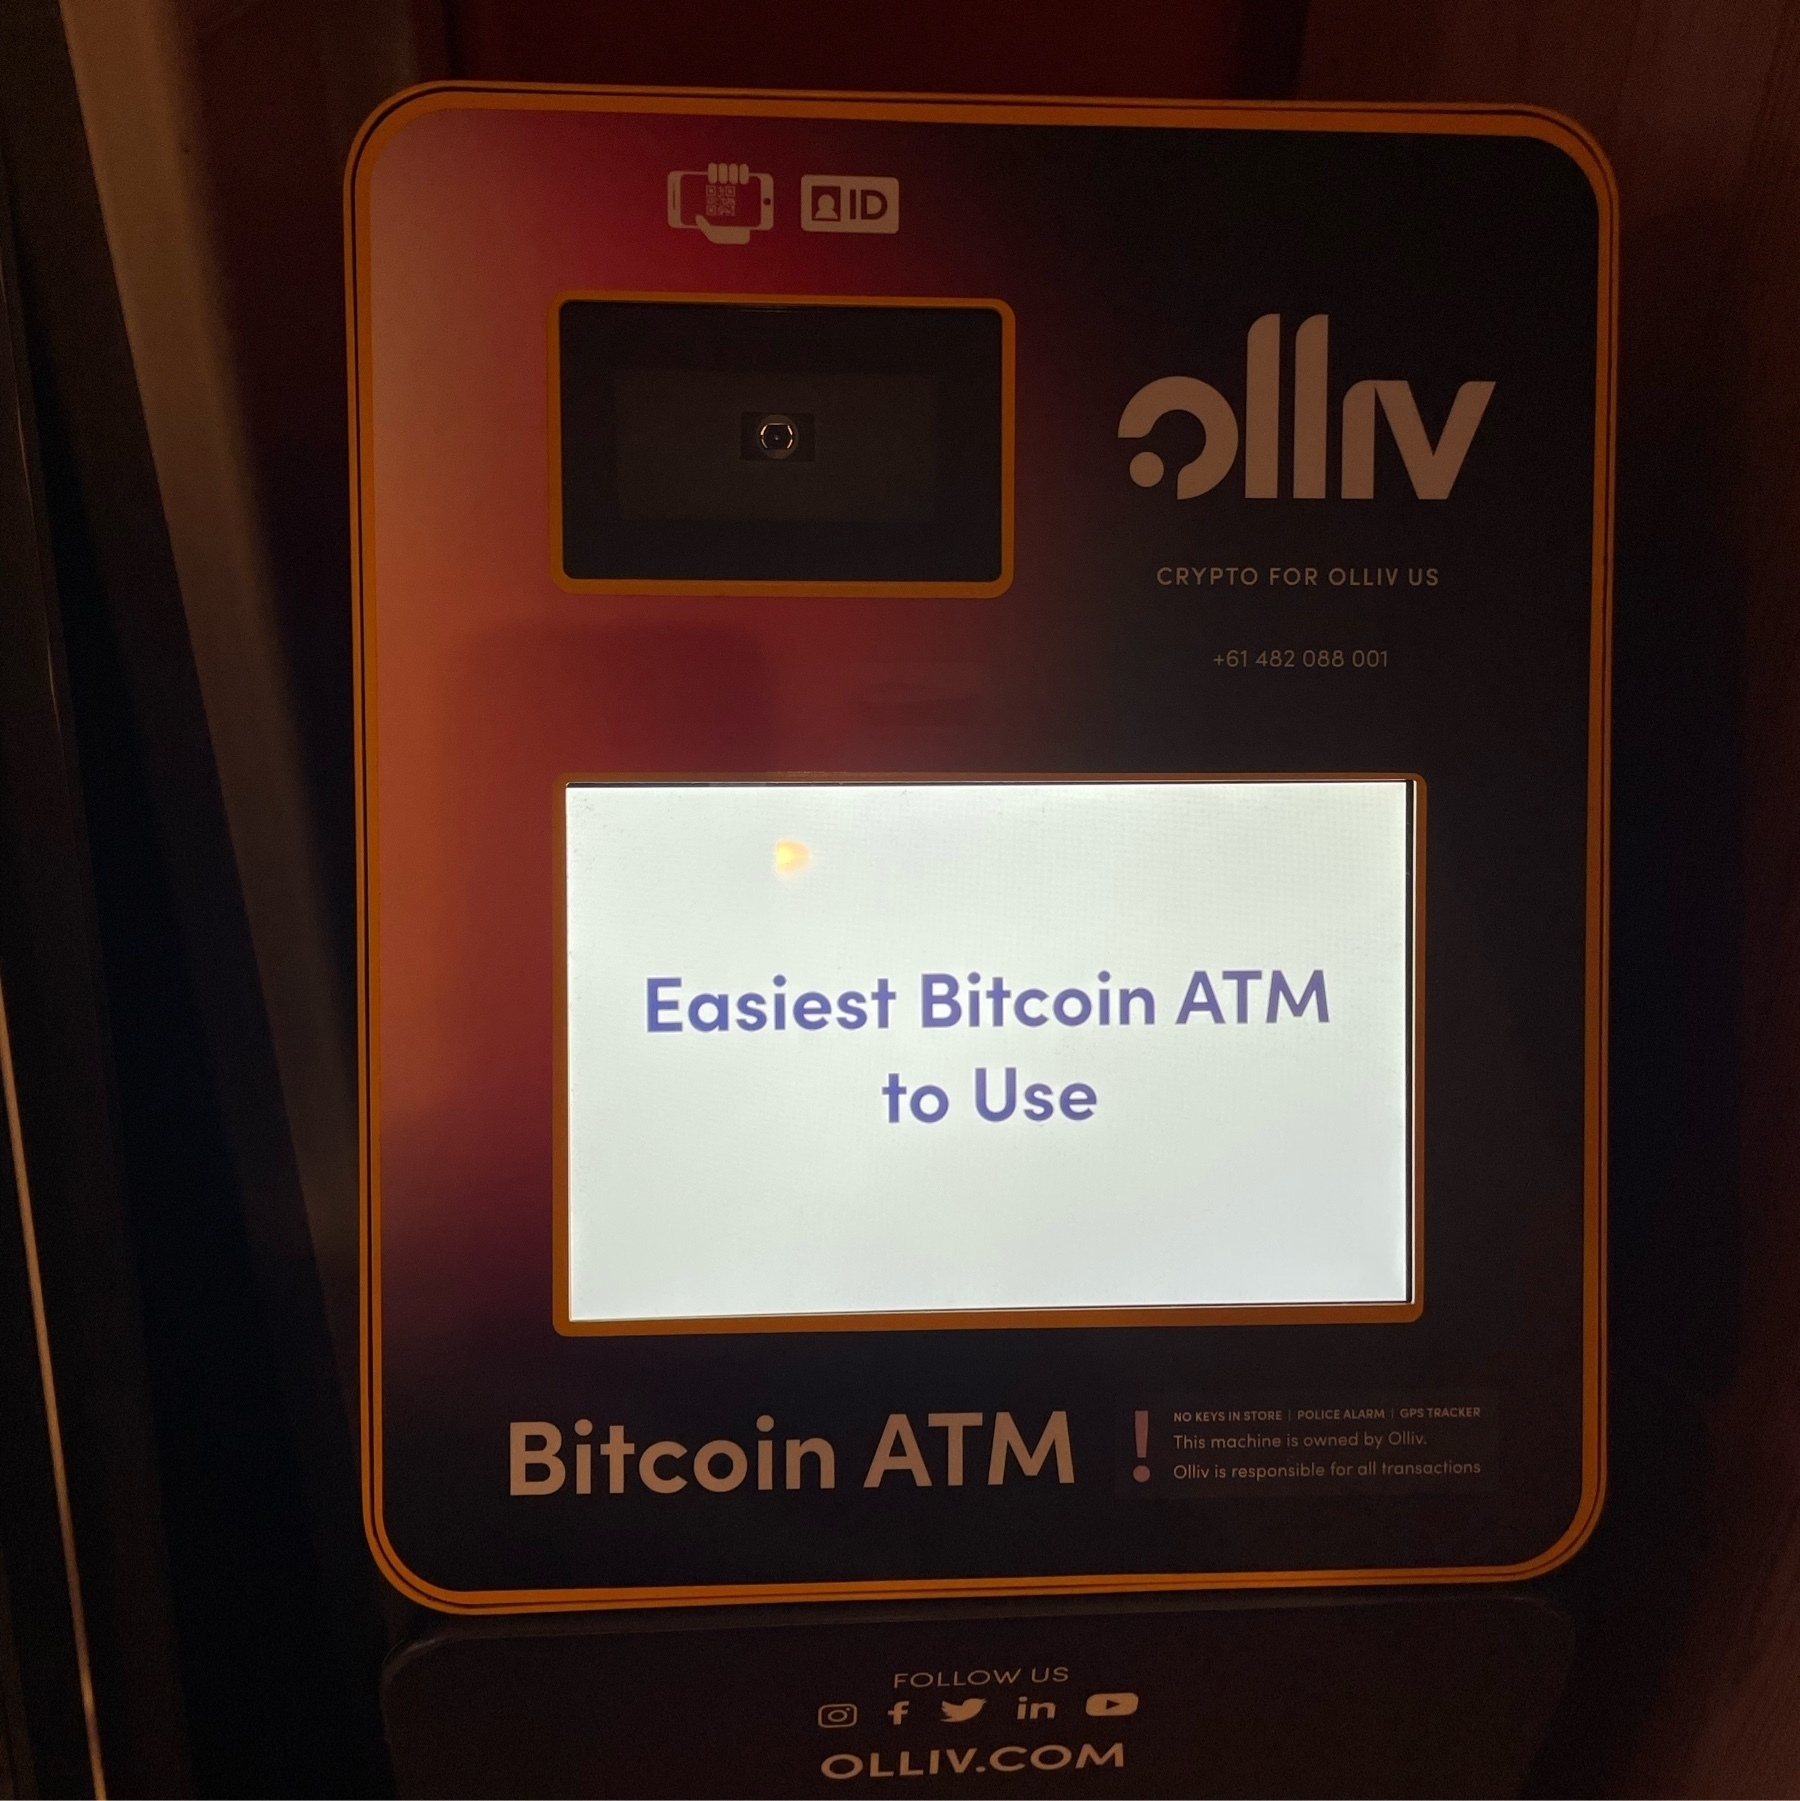 ID
olliv
CRYPTO FOR OLLIV US
+61 482 088 001
Easiest Bitcoin ATM
to Use
Bitcoin ATM
!
NO KEYS IN STORE | POLICE ALARM | GPS TRACKER
This machine is owned by Olliv.
Olliv is responsible for all transactions
FOLLOW US
OLLIV.COM